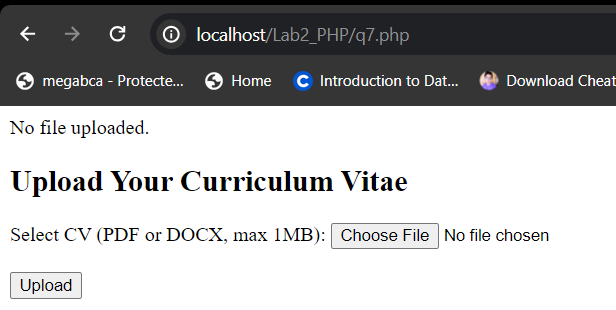 localhost/Lab2_PHP/q7.php
megabca - Protecte... Home Introduction to Dat... Download Cheat
No file uploaded.
Upload Your Curriculum Vitae
Select CV (PDF or DOCX, max 1MB): Choose File No file chosen
Upload